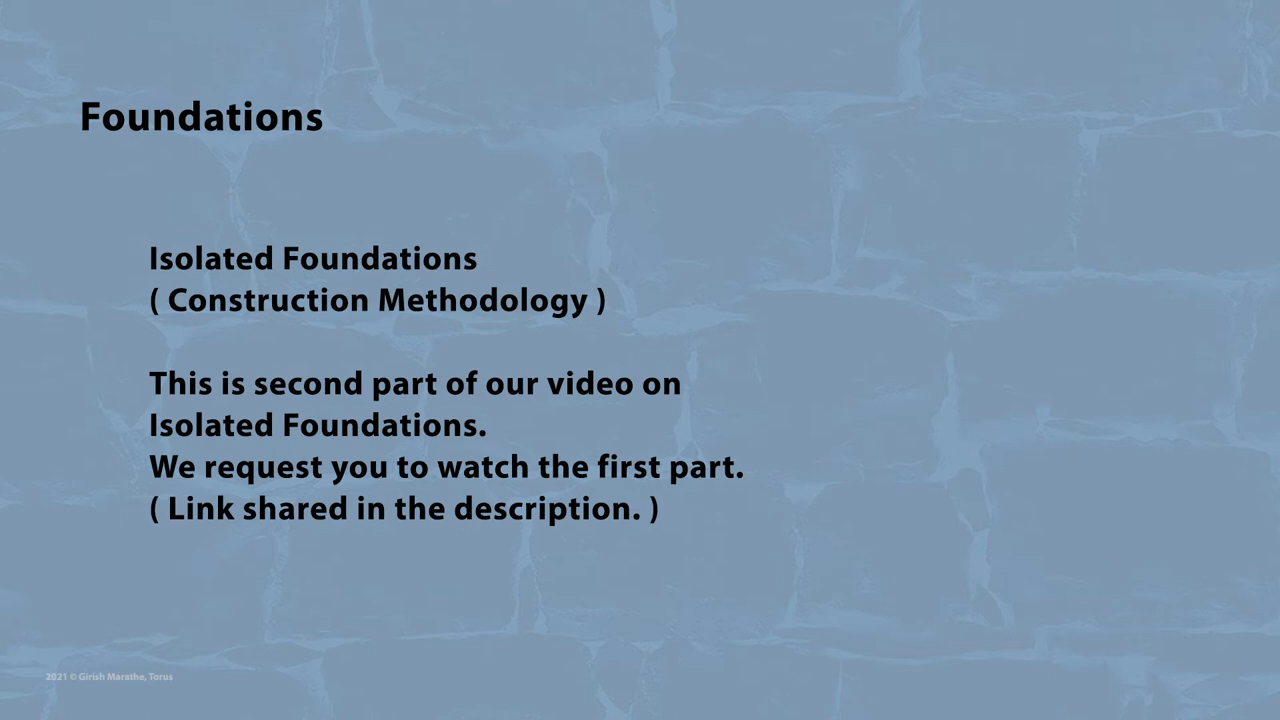 Foundations
Isolated Foundations
( Construction Methodology )
This is second part of our video on
Isolated Foundations.
We request you to watch the first part.
( Link shared in the description. )
2021 © Girish Marathe, Torus